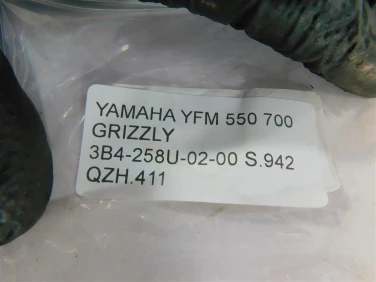 YAMAHA YFM 550 700
GRIZZLY
3B4-258U-02-00 S.942
QZH.411